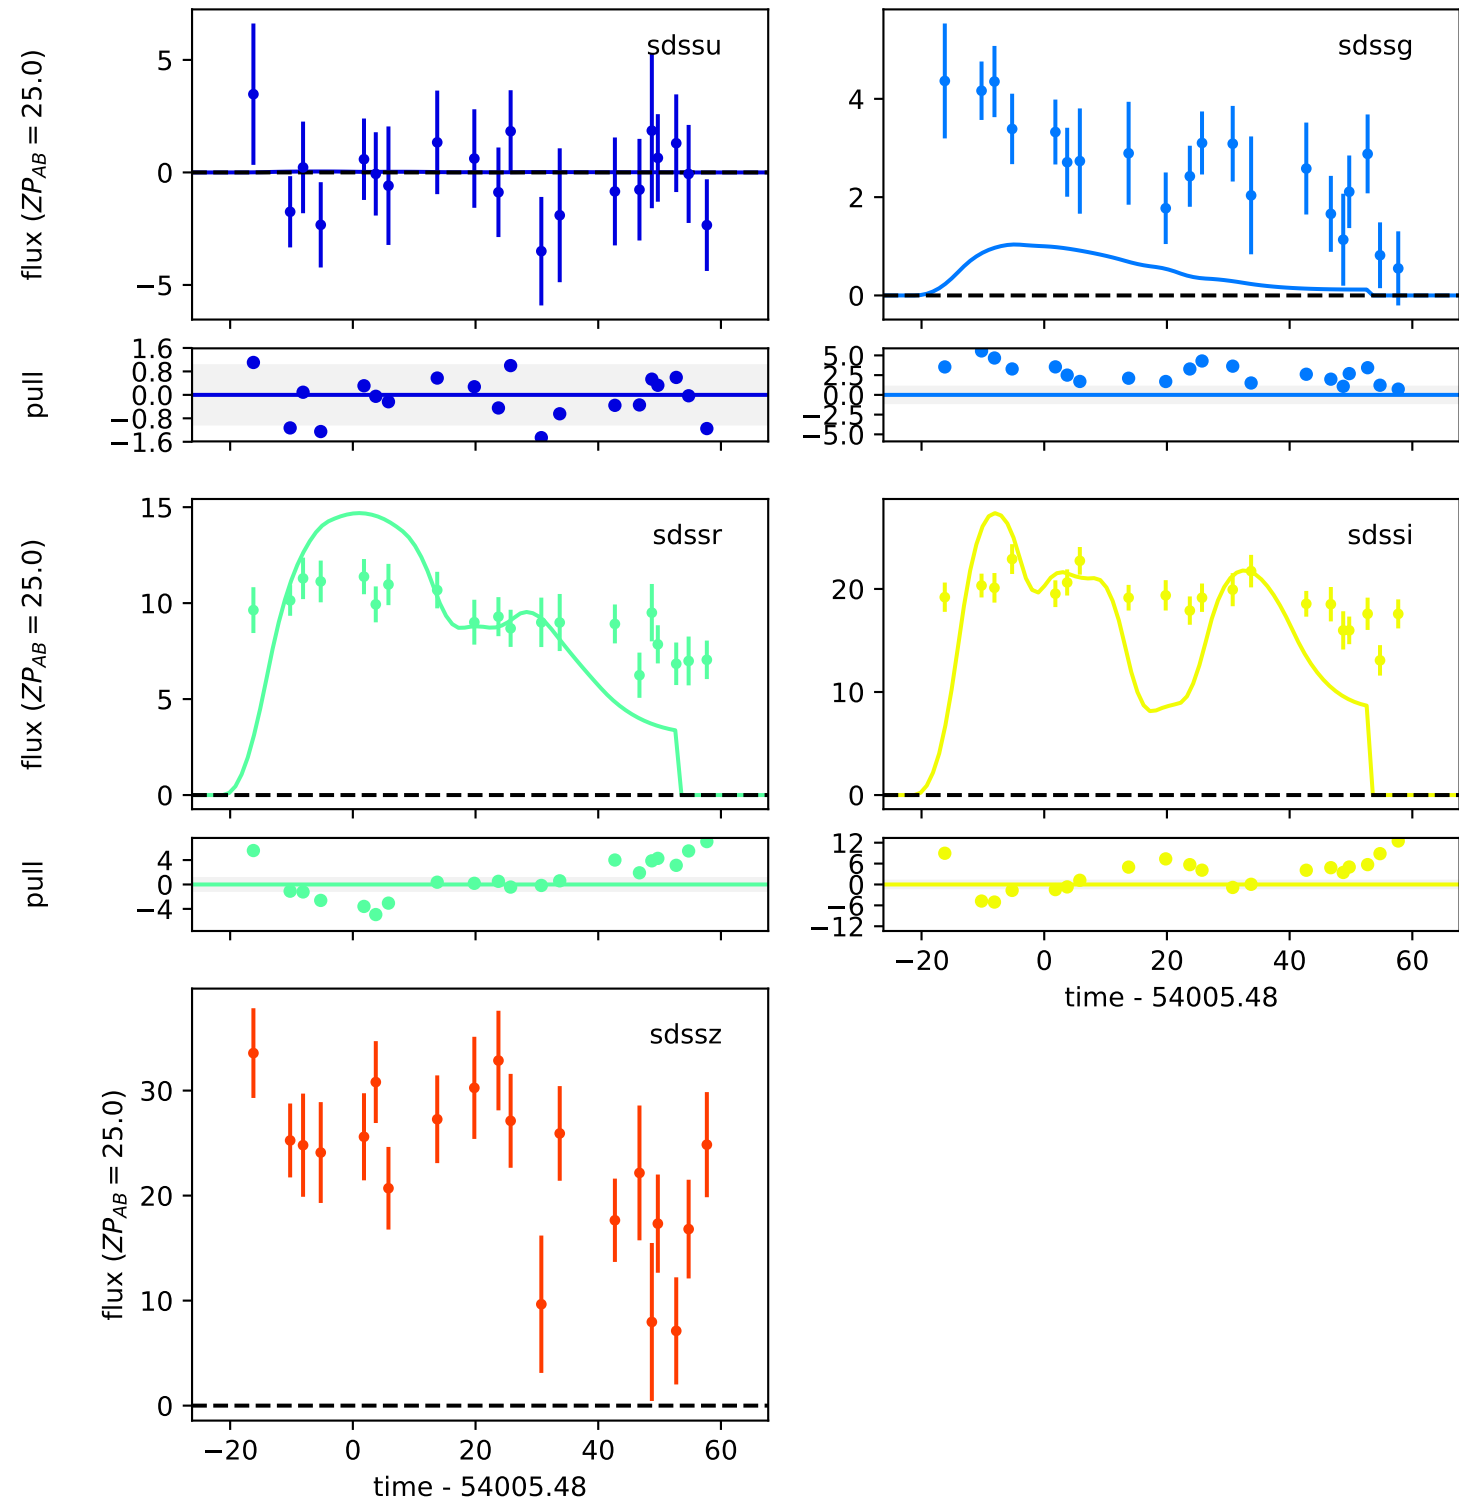 sdssu
flux (ZP_AB = 25.0)
5
0
−5
sdssg
4
2
0
pull
1.6
0.8
0.0
−0.8
−1.6
5.0
2.5
0.0
−2.5
−5.0
sdssr
flux (ZP_AB = 25.0)
15
10
5
0
sdssi
20
10
0
pull
4
0
−4
12
6
0
−6
−12
−20 0 20 40 60
time - 54005.48
sdssz
flux (ZP_AB = 25.0)
30
20
10
0
−20 0 20 40 60
time - 54005.48